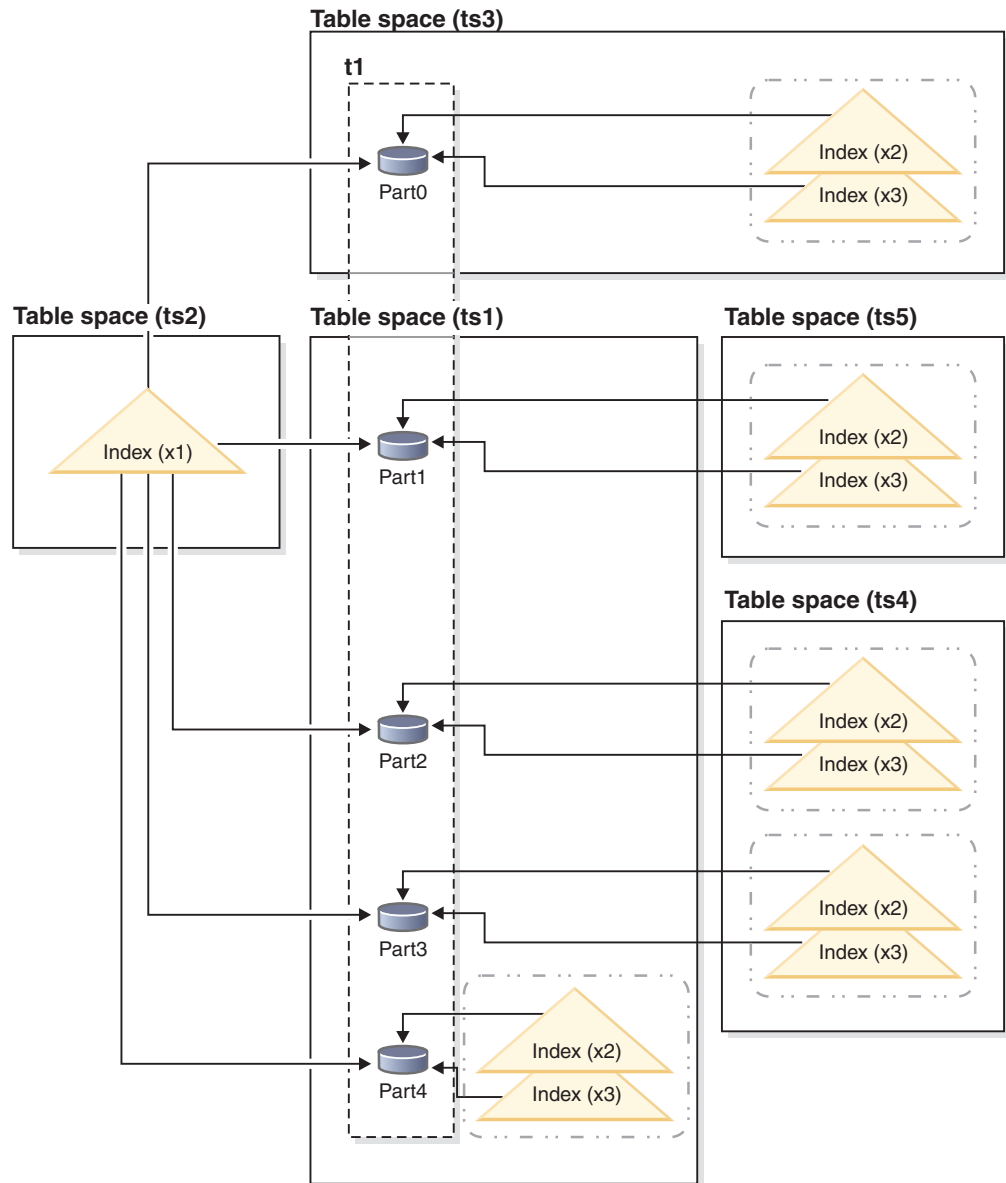 Table space (ts3)
t1
Part0
Index (x2)
Index (x3)
Table space (ts2)
Index (x1)
Table space (ts1)
Part1
Table space (ts5)
Index (x2)
Index (x3)
Table space (ts4)
Part2
Index (x2)
Index (x3)
Part3
Index (x2)
Index (x3)
Part4
Index (x2)
Index (x3)